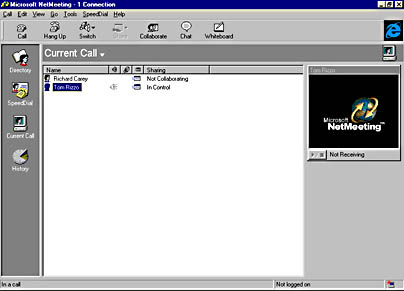 Microsoft NetMeeting - 1 Connection
Call Edit View Go Tools SpeedDial Help
Call Hang Up Switch Share Collaborate Chat Whiteboard
Directory
SpeedDial
Current Call
History
Current Call
Name Sharing
Richard Carey Not Collaborating
Tom Rizzo In Control
Tom Rizzo
Microsoft
NetMeeting
Not Receiving
In a call Not logged on